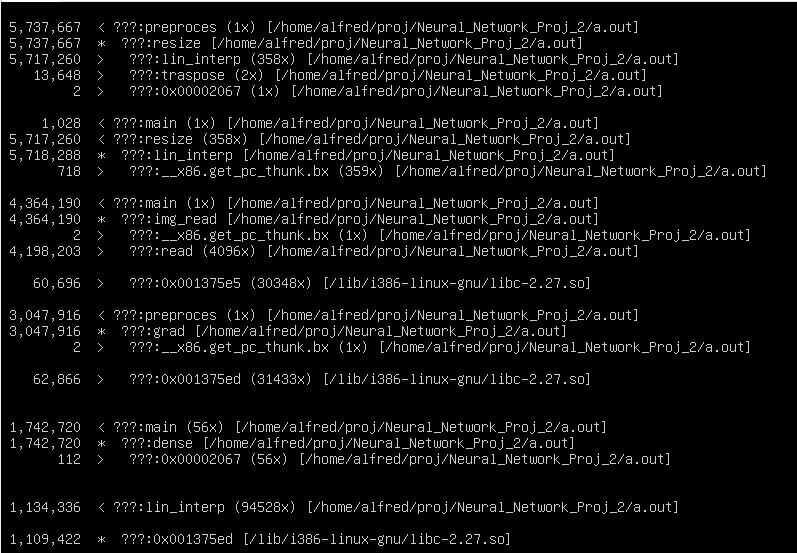 5,737,667 < ???:preproces (1x) [/home/alfred/proj/Neural_Network_Proj_2/a.out]
5,737,667 * ???:resize [/home/alfred/proj/Neural_Network_Proj_2/a.out]
5,717,260 > ???:lin_interp (358x) [/home/alfred/proj/Neural_Network_Proj_2/a.out]
13,648 > ???:traspose (2x) [/home/alfred/proj/Neural_Network_Proj_2/a.out]
2 > ???:0x00002067 (1x) [/home/alfred/proj/Neural_Network_Proj_2/a.out]
1,028 < ???:main (1x) [/home/alfred/proj/Neural_Network_Proj_2/a.out]
5,717,260 < ???:resize (358x) [/home/alfred/proj/Neural_Network_Proj_2/a.out]
5,718,288 * ???:lin_interp [/home/alfred/proj/Neural_Network_Proj_2/a.out]
718 > ???:__x86.get_pc_thunk.bx (359x) [/home/alfred/proj/Neural_Network_Proj_2/a.out]
4,364,190 < ???:main (1x) [/home/alfred/proj/Neural_Network_Proj_2/a.out]
4,364,190 * ???:img_read [/home/alfred/proj/Neural_Network_Proj_2/a.out]
2 > ???:__x86.get_pc_thunk.bx (1x) [/home/alfred/proj/Neural_Network_Proj_2/a.out]
4,198,203 > ???:read (4096x) [/home/alfred/proj/Neural_Network_Proj_2/a.out]
60,696 > ???:0x001375e5 (30348x) [/lib/i386-linux-gnu/libc-2.27.so]
3,047,916 < ???:preproces (1x) [/home/alfred/proj/Neural_Network_Proj_2/a.out]
3,047,916 * ???:grad [/home/alfred/proj/Neural_Network_Proj_2/a.out]
2 > ???:__x86.get_pc_thunk.bx (1x) [/home/alfred/proj/Neural_Network_Proj_2/a.out]
62,866 > ???:0x001375ed (31433x) [/lib/i386-linux-gnu/libc-2.27.so]
1,742,720 < ???:main (56x) [/home/alfred/proj/Neural_Network_Proj_2/a.out]
1,742,720 * ???:dense [/home/alfred/proj/Neural_Network_Proj_2/a.out]
112 > ???:0x00002067 (56x) [/home/alfred/proj/Neural_Network_Proj_2/a.out]
1,134,336 < ???:lin_interp (94528x) [/home/alfred/proj/Neural_Network_Proj_2/a.out]
1,109,422 * ???:0x001375ed [/lib/i386-linux-gnu/libc-2.27.so]